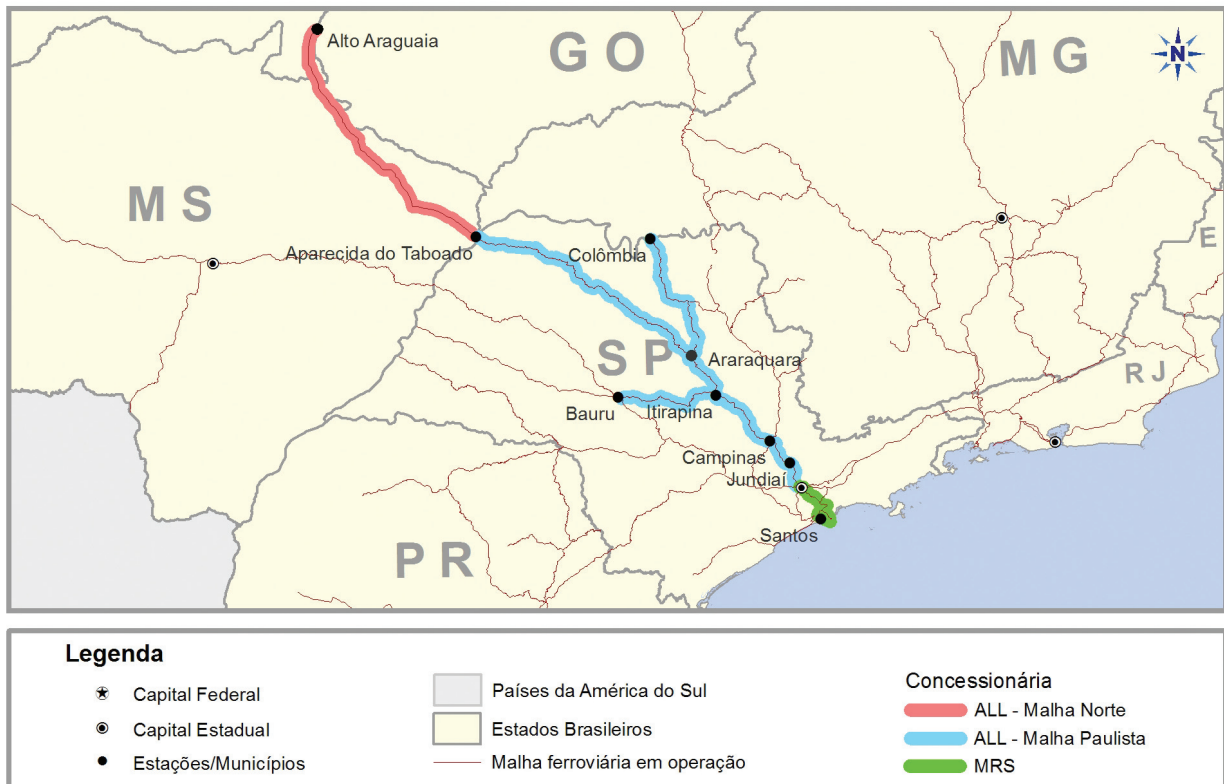 Alto Araguaia
G O
M G
N
M S
Aparecida do Taboado
Colômbia
E
S P
Araraquara
R J
Bauru
Itirapina
Campinas
Jundiaí
Santos
P R
Legenda
Capital Federal
Capital Estadual
Estações/Municípios
Países da América do Sul
Estados Brasileiros
Malha ferroviária em operação
Concessionária
ALL - Malha Norte
ALL - Malha Paulista
MRS